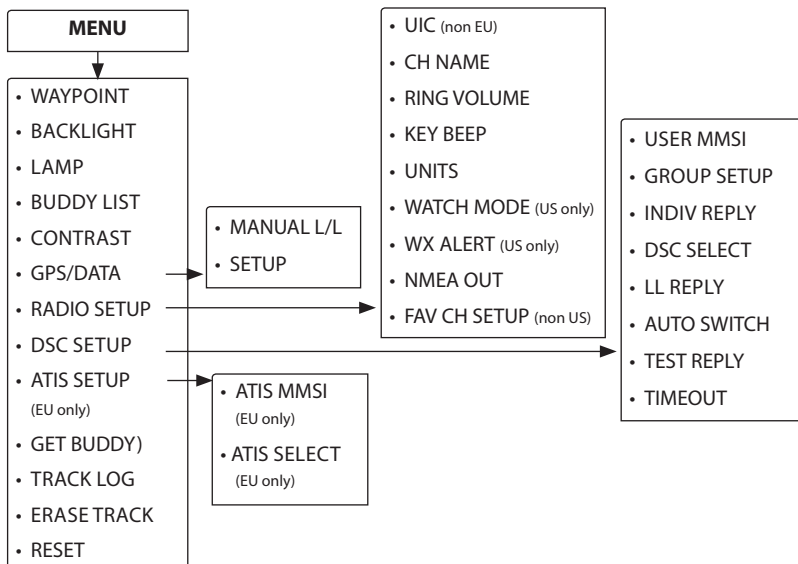 MENU
• WAYPOINT
• BACKLIGHT
• LAMP
• BUDDY LIST
• CONTRAST
• GPS/DATA
• RADIO SETUP
• DSC SETUP
• ATIS SETUP
(EU only)
• GET BUDDY)
• TRACK LOG
• ERASE TRACK
• RESET
• MANUAL L/L
• SETUP
• ATIS MMSI
(EU only)
• ATIS SELECT
(EU only)
• UIC (non EU)
• CH NAME
• RING VOLUME
• KEY BEEP
• UNITS
• WATCH MODE (US only)
• WX ALERT (US only)
• NMEA OUT
• FAV CH SETUP (non US)
• USER MMSI
• GROUP SETUP
• INDIV REPLY
• DSC SELECT
• LL REPLY
• AUTO SWITCH
• TEST REPLY
• TIMEOUT